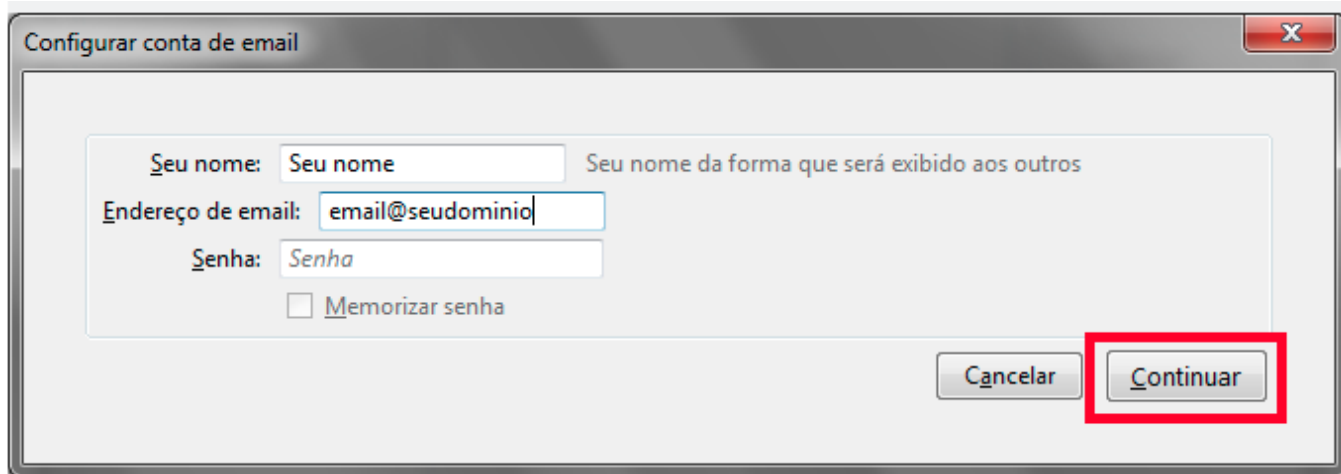 Configurar conta de email
Seu nome: Seu nome Seu nome da forma que será exibido aos outros
Endereço de email: email@seudominio
Senha: Senha
Memorizar senha
Cancelar Continuar